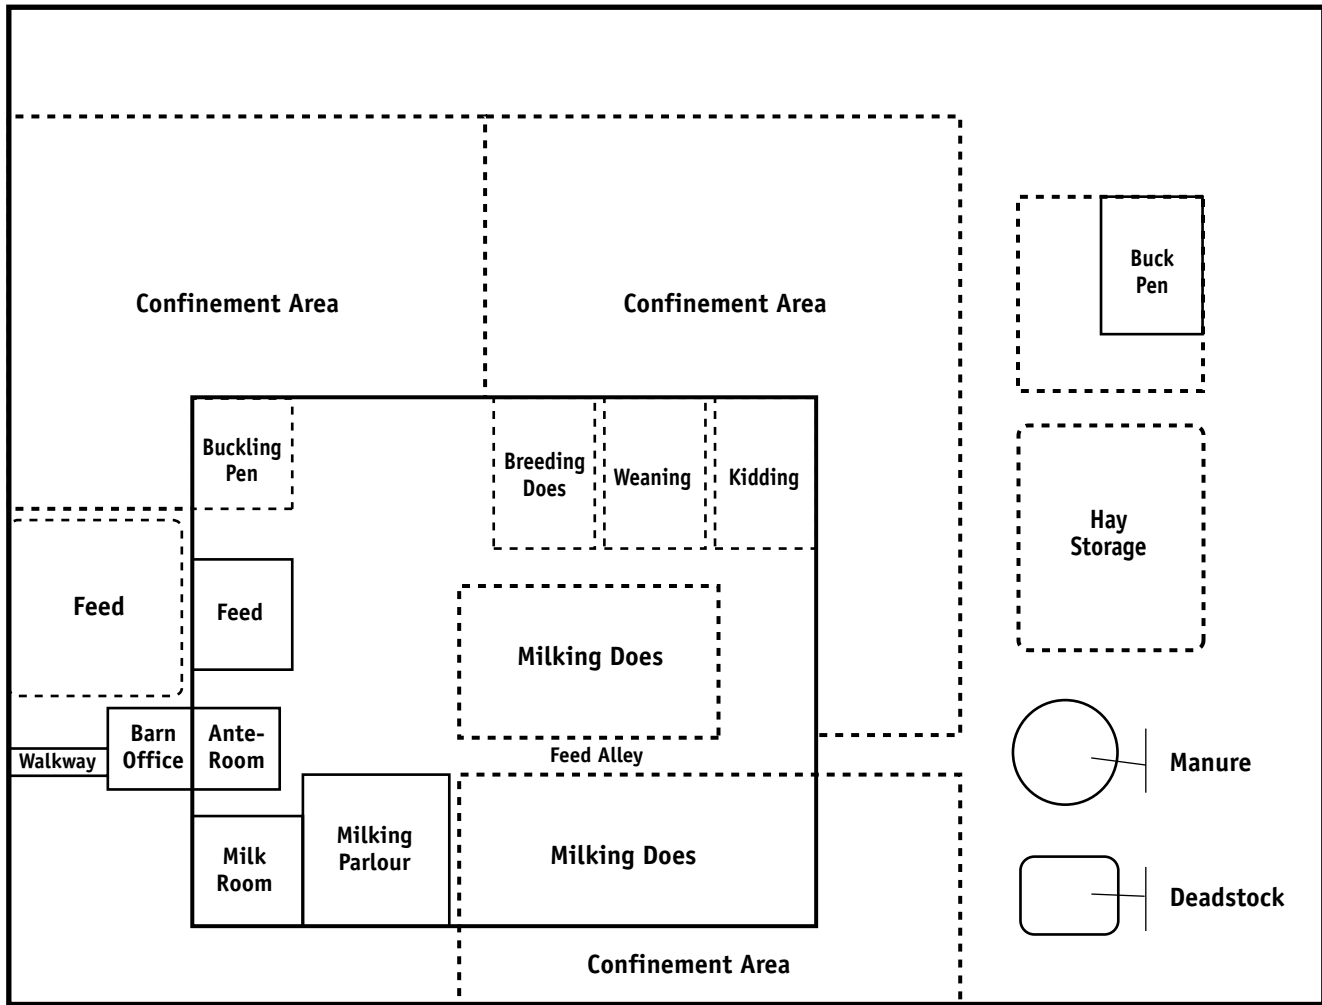 Confinement Area
Confinement Area
Buck
Pen
Buckling
Pen
Breeding
Does
Weaning
Kidding
Hay
Storage
Feed
Feed
Milking Does
Barn
Office
Ante-
Room
Walkway
Feed Alley
Manure
Milking
Parlour
Milk
Room
Milking Does
Deadstock
Confinement Area